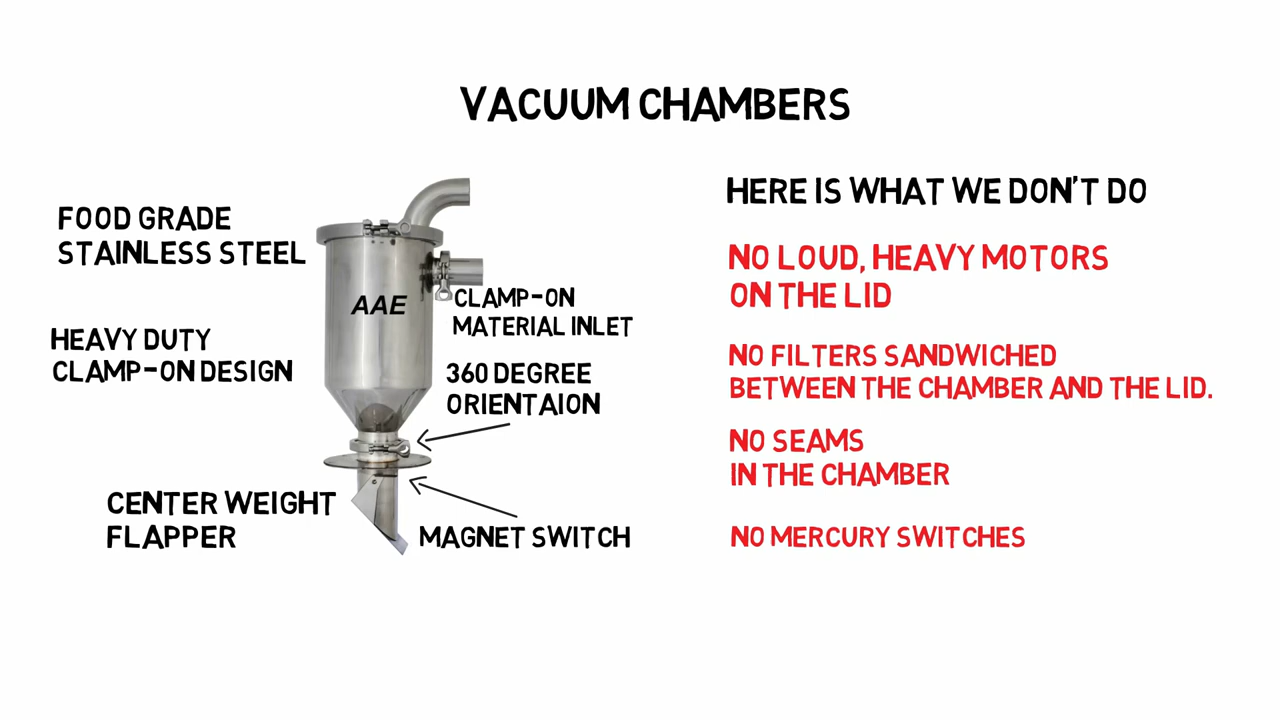 VACUUM CHAMBERS
FOOD GRADE
STAINLESS STEEL
HEAVY DUTY
CLAMP-ON DESIGN
CENTER WEIGHT
FLAPPER
AAE
CLAMP-ON
MATERIAL INLET
360 DEGREE
ORIENTAION
MAGNET SWITCH
HERE IS WHAT WE DON'T DO
NO LOUD, HEAVY MOTORS
ON THE LID
NO FILTERS SANDWICHED
BETWEEN THE CHAMBER AND THE LID.
NO SEAMS
IN THE CHAMBER
NO MERCURY SWITCHES